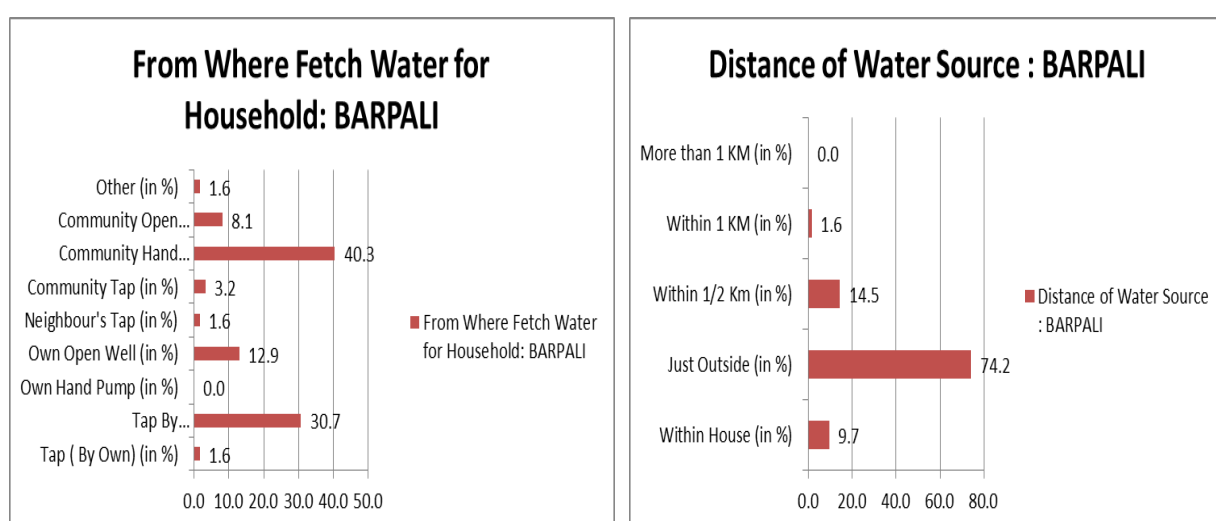 From Where Fetch Water for
Household: BARPALI
Other (in %) 1.6
Community Open... 8.1
Community Hand... 40.3
Community Tap (in %) 3.2
Neighbour's Tap (in %) 1.6
Own Open Well (in %) 12.9
Own Hand Pump (in %) 0.0
Tap By... 30.7
Tap ( By Own) (in %) 1.6
0.0 10.0 20.0 30.0 40.0 50.0
From Where Fetch Water
for Household: BARPALI
Distance of Water Source : BARPALI
More than 1 KM (in %) 0.0
Within 1 KM (in %) 1.6
Within 1/2 Km (in %) 14.5
Just Outside (in %) 74.2
Within House (in %) 9.7
0.0 20.0 40.0 60.0 80.0
Distance of Water Source
: BARPALI